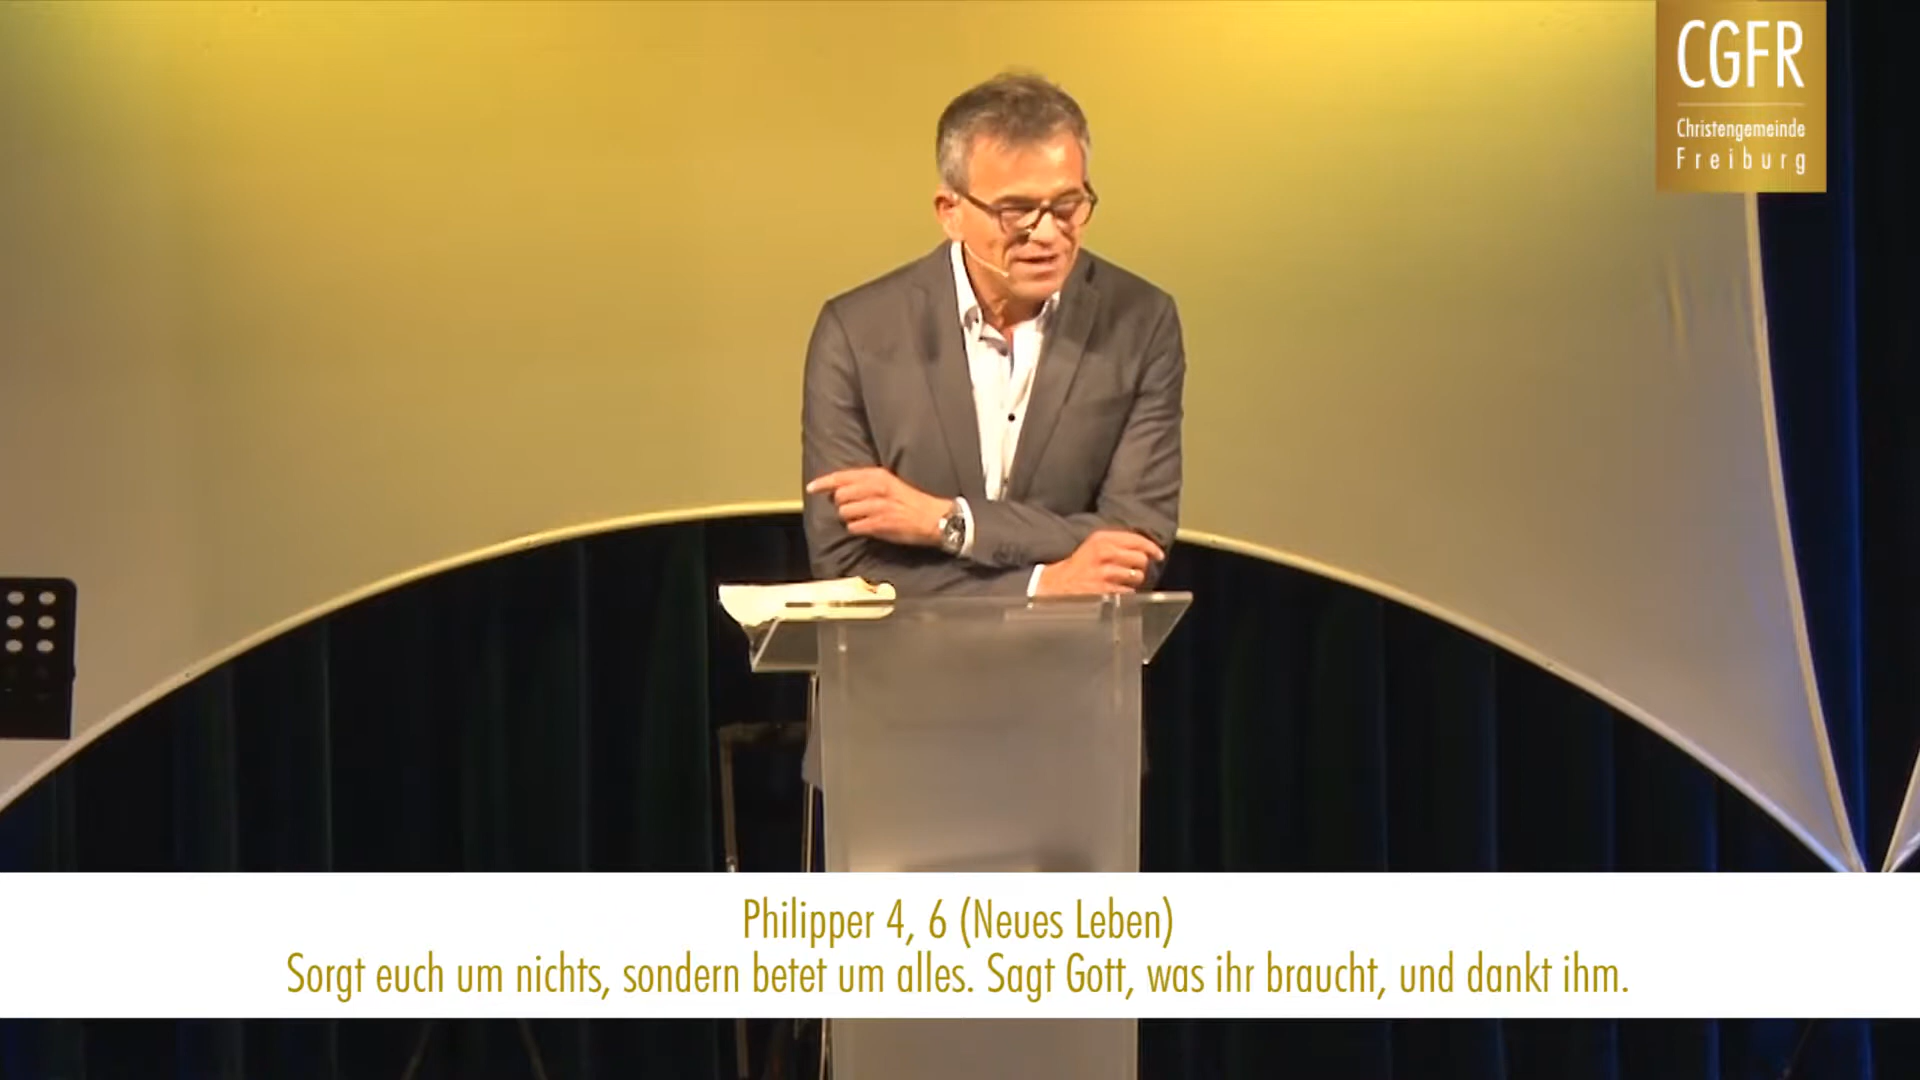 CGFR
Christengemeinde
Freiburg
Philipper 4, 6 (Neues Leben)
Sorgt euch um nichts, sondern betet um alles. Sagt Gott, was ihr braucht, und dankt ihm.